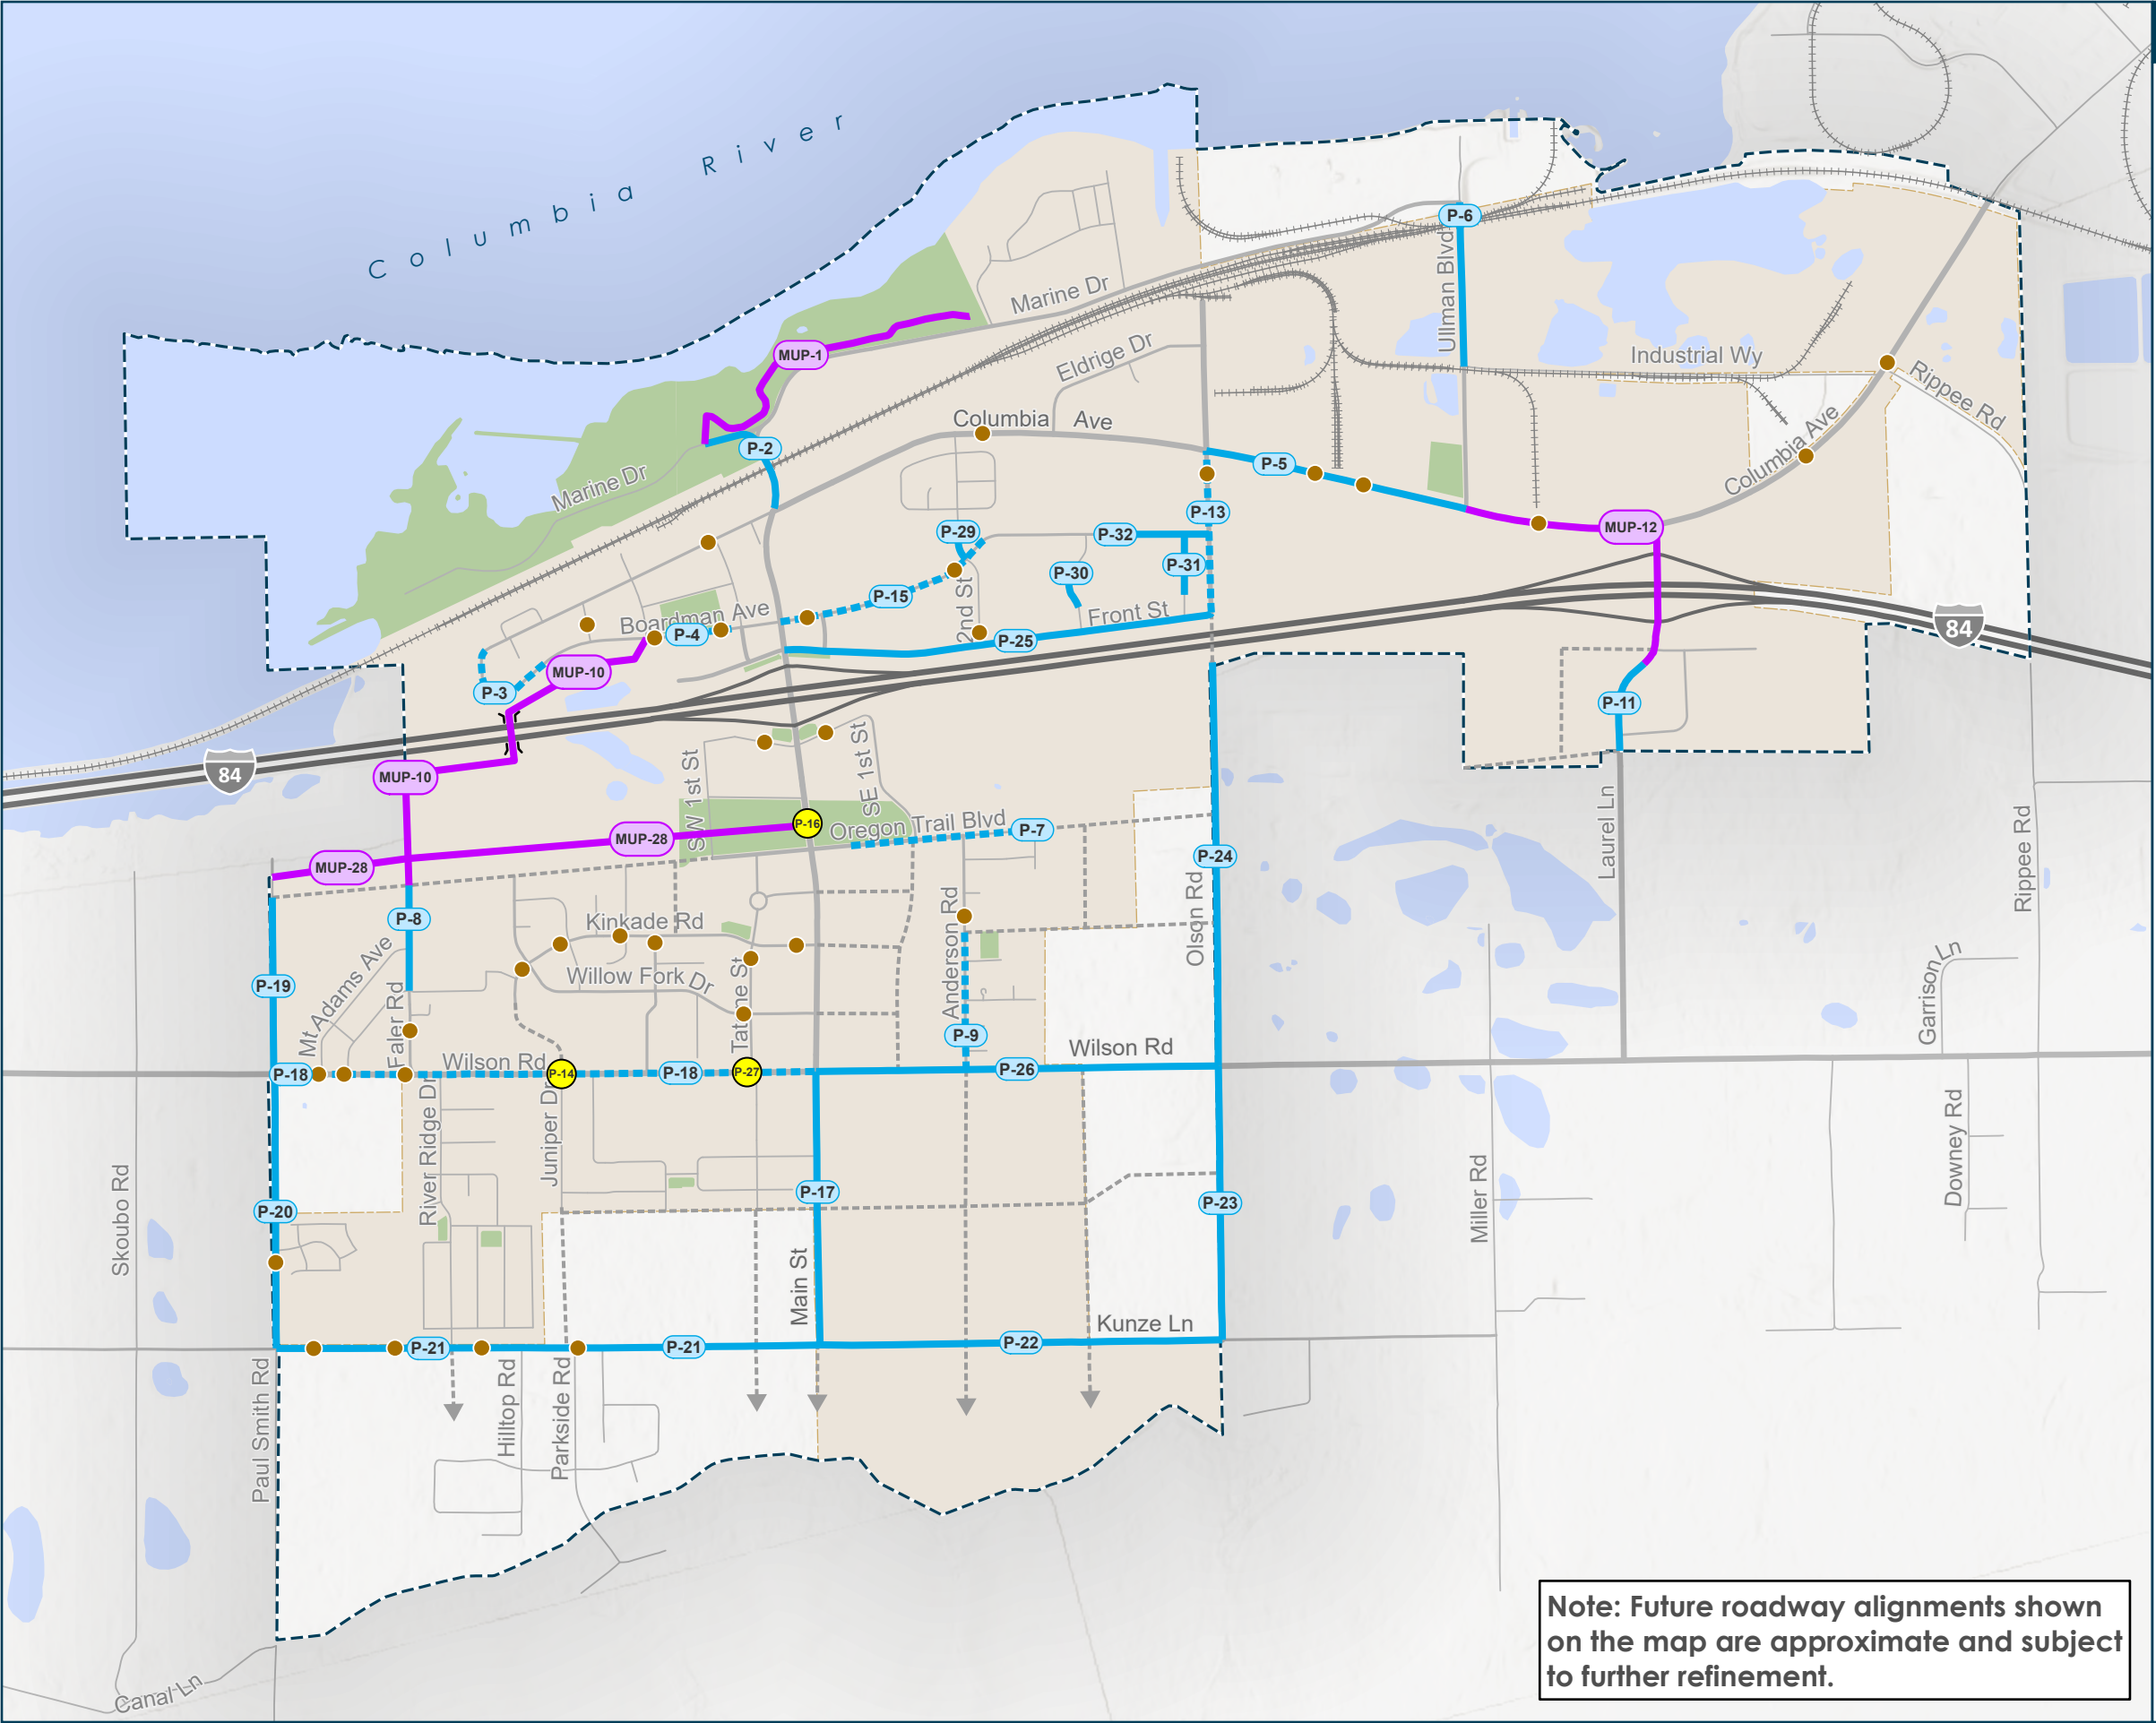 Columbia River
P-6
Ullman Blvd
Marine Dr
MUP-1
Eldrige Dr
Industrial Wy
Rippee Rd
Columbia Ave
Columbia Ave
P-2
P-5
Marine Dr
P-13
MUP-12
P-29
P-32
P-31
P-30
P-15
2nd St
Front St
Boardman Ave
P-4
P-25
84
MUP-10
P-3
P-11
84
MUP-10
SW 1st St
SE 1st St
P-16
Oregon Trail Blvd
P-7
MUP-28
MUP-28
P-24
Laurel Ln
Rippee Rd
Olson Rd
P-8
Kinkade Rd
Anderson Rd
Mt Adams Ave
Willow Fork Dr
Garrison Ln
P-19
Faler Rd
P-9
Wilson Rd
Wilson Rd
P-18
P-14
P-18
P-27
P-26
River Ridge Dr
Juniper Dr
Downey Rd
Skoubo Rd
Miller Rd
P-17
P-23
P-20
Main St
Kunze Ln
P-21
P-21
P-22
Paul Smith Rd
Hilltop Rd
Parkside Rd
Canal Ln
Note: Future roadway alignments shown
on the map are approximate and subject
to further refinement.